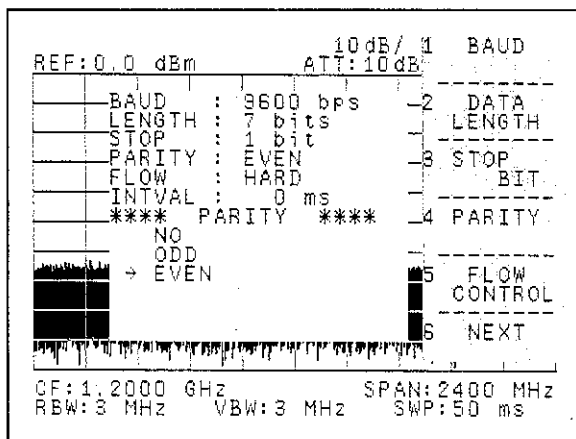 10dB/ 1 BAUD
REF:0.0 dBm ATT:10dB
BAUD : 9600 bps 2 DATA
LENGTH : 7 bits LENGTH
STOP : 1 bit
PARITY : EVEN 3 STOP
FLOW : HARD BIT
INTVAL : 0 ms
**** PARITY **** 4 PARITY
NO
ODD
→ EVEN 5 FLOW
CONTROL
6 NEXT
CF:1.2000 GHz SPAN:2400 MHz
RBW:3 MHz VBW:3 MHz SWP:50 ms